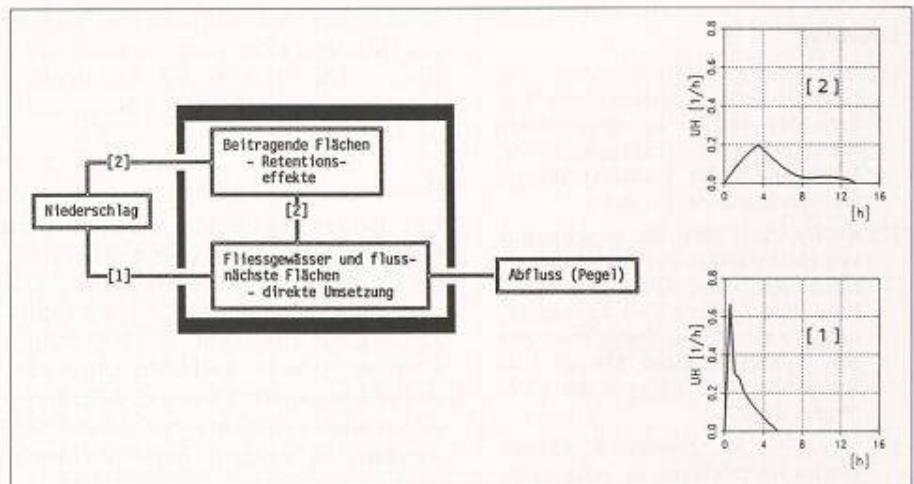 [2]
Beitragende Flächen
- Retentions-
effekte
[2]
Niederschlag
[1]
Fliessgewässer und fluss-
nächste Flächen
- direkte Umsetzung
Abfluss (Pegel)
UH [1/h]
0.8
0.6
0.4
0.2
0.0
[2]
0 4 8 12 16
[h]
UH [1/h]
0.8
0.6
0.4
0.2
0.0
[1]
0 4 8 12 16
[h]